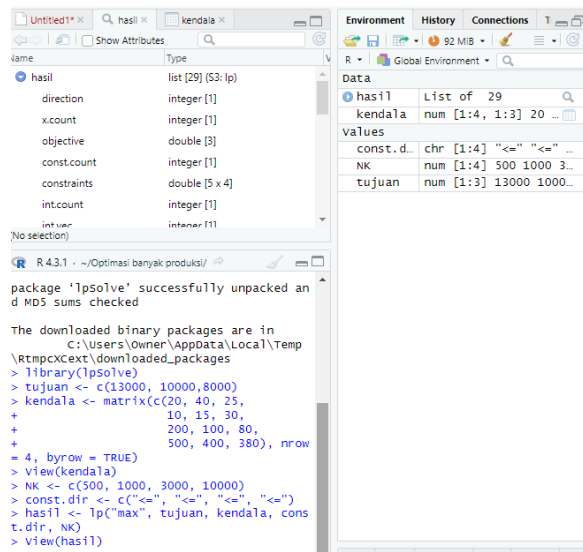 Untitled1*
hasil
kendala
Show Attributes
Name
Type
hasil
list [29] (S3: lp)
direction
integer [1]
x.count
integer [1]
objective
double [3]
const.count
integer [1]
constraints
double [5 x 4]
int.count
integer [1]
int.vec
integer [1]
(No selection)
R 4.3.1 · ~/Optimasi banyak produksi/
package ‘lpSolve’ successfully unpacked an
d MD5 sums checked
The downloaded binary packages are in
C:\Users\Owner\AppData\Local\Temp
\RtmpcXCext\downloaded_packages
> library(lpSolve)
> tujuan <- c(13000, 10000,8000)
> kendala <- matrix(c(20, 40, 25,
+ 10, 15, 30,
+ 200, 100, 80,
+ 500, 400, 380), nrow
= 4, byrow = TRUE)
> View(kendala)
> NK <- c(500, 1000, 3000, 10000)
> const.dir <- c("<=", "<=", "<=", "<=")
> hasil <- lp("max", tujuan, kendala, cons
t.dir, NK)
> View(hasil)
Environment History Connections T
92 MiB
R Global Environment
Data
hasil List of 29
kendala num [1:4, 1:3] 20 …
Values
const.d… chr [1:4] "<=" "<=" …
NK num [1:4] 500 1000 3…
tujuan num [1:3] 13000 1000…